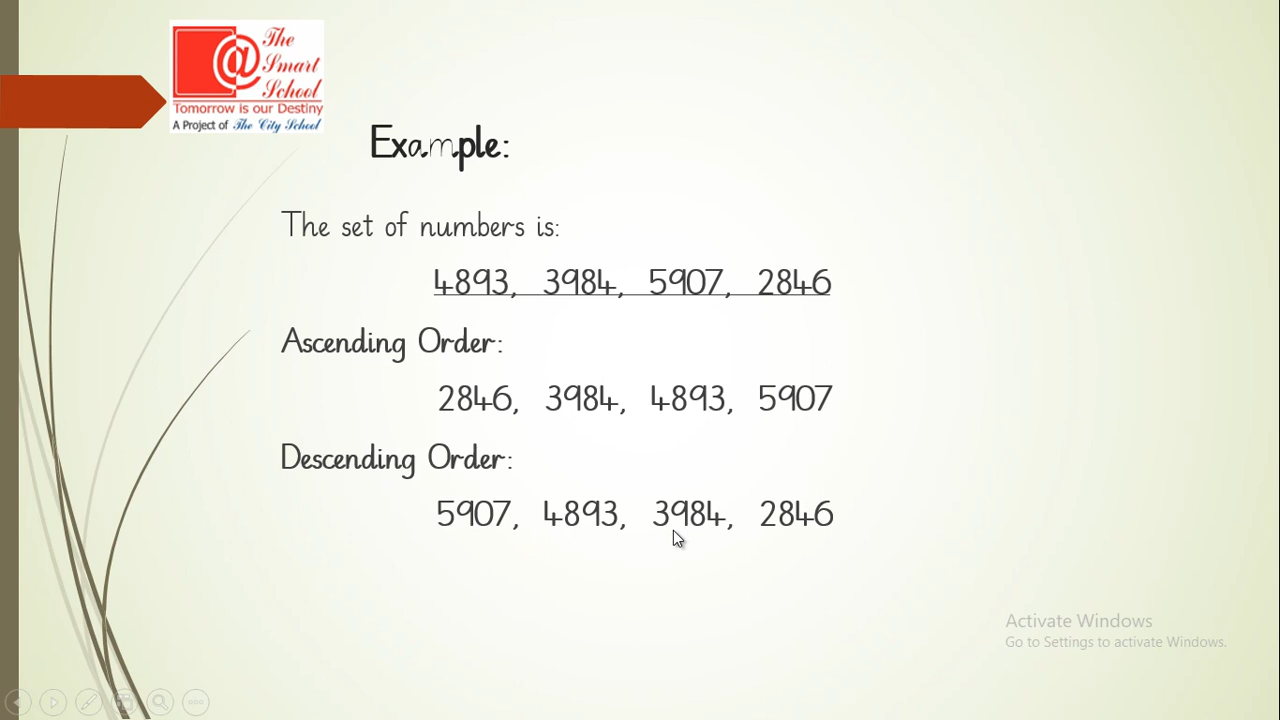 The
Smart
School
Tomorrow is our Destiny
A Project of The City School
Example:
The set of numbers is:
4893, 3984, 5907, 2846
Ascending Order:
2846, 3984, 4893, 5907
Descending Order:
5907, 4893, 3984, 2846
Activate Windows
Go to Settings to activate Windows.